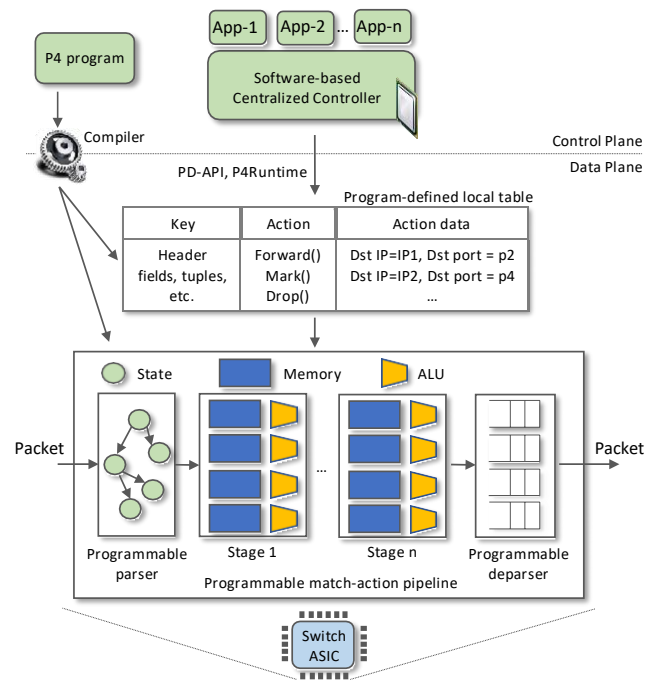 App-1 App-2 ... App-n
P4 program
Software-based
Centralized Controller
Compiler
Control Plane
Data Plane
PD-API, P4Runtime
Program-defined local table
Key Action Action data
Header Forward() Dst IP=IP1, Dst port = p2
fields, tuples, Mark() Dst IP=IP2, Dst port = p4
etc. Drop() ...
State Memory ALU
Packet ... Packet
Programmable
parser
Stage 1
Stage n
Programmable
deparser
Programmable match-action pipeline
Switch
ASIC